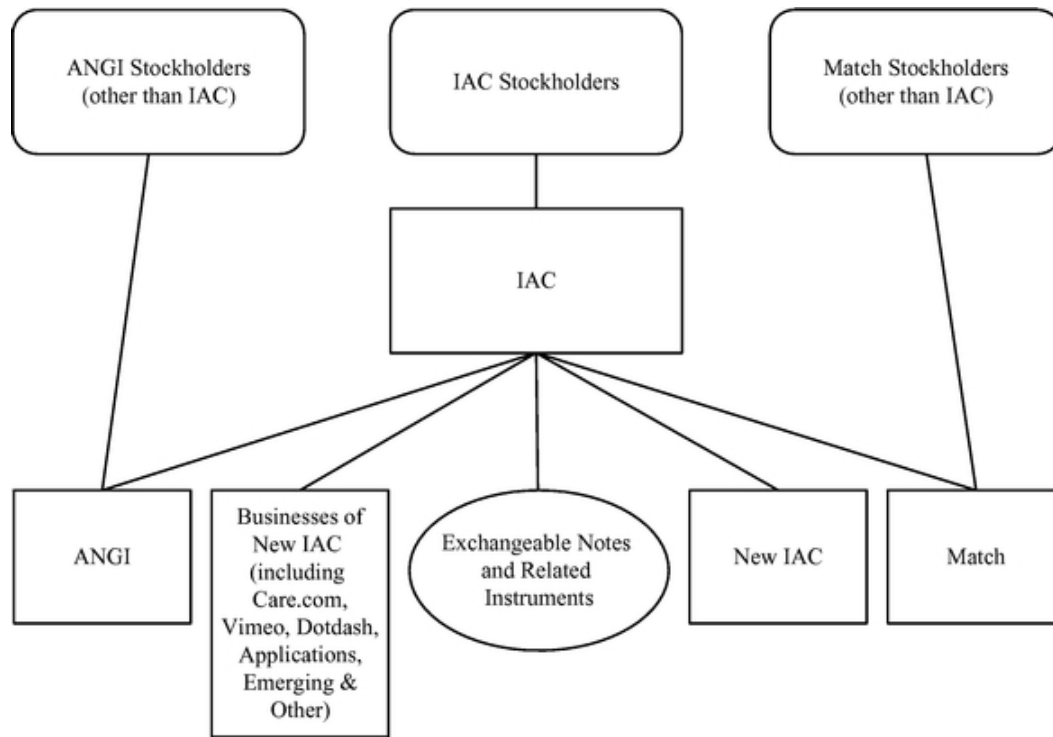 ANGI Stockholders
(other than IAC)
IAC Stockholders
Match Stockholders
(other than IAC)
IAC
ANGI
Businesses of
New IAC
(including
Care.com,
Vimeo, Dotdash,
Applications,
Emerging &
Other)
Exchangeable Notes
and Related
Instruments
New IAC
Match